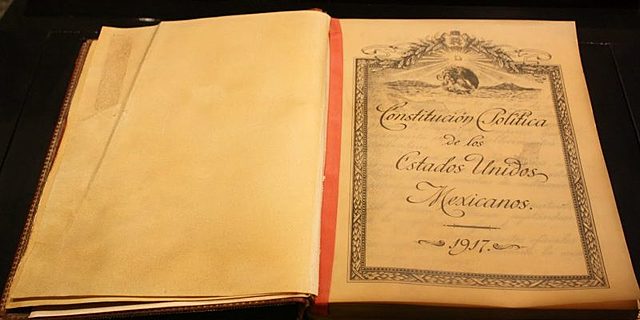 Constitución Política
de los
Estados Unidos
Mexicanos.
1917.